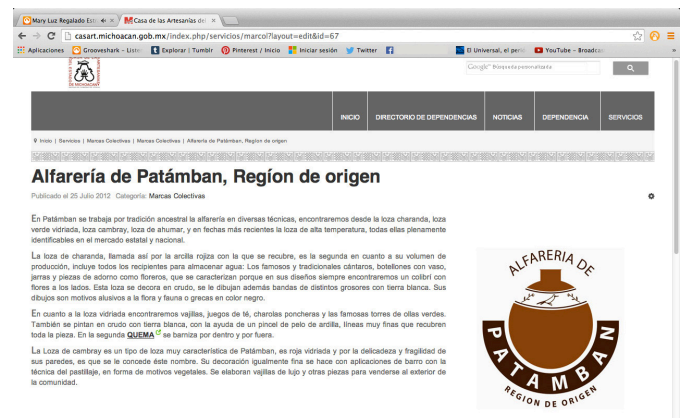 Mary Luz Regalado Est
Casa de las Artesanías de
casart.michoacan.gob.mx/index.php/servicios/marcol?layout=edit&id=67
Aplicaciones Grooveshark - Listen Explorar | Tumblr Pinterest / Inicio Iniciar sesión Twitter El Universal, el perió YouTube - Broadcas »
DE MICHOACAN
Google™ Búsqueda personalizada
INICIO DIRECTORIO DE DEPENDENCIAS NOTICIAS DEPENDENCIA SERVICIOS
Inicio | Servicios | Marcas Colectivas | Marcas Colectivas | Alfarería de Patámban, Regíon de origen
Alfarería de Patámban, Regíon de origen
Publicado el 25 Julio 2012 Categoría: Marcas Colectivas
En Patámban se trabaja por tradición ancestral la alfarería en diversas técnicas, encontraremos desde la loza charanda, loza
verde vidriada, loza cambray, loza de ahumar, y en fechas más recientes la loza de alta temperatura, todas ellas plenamente
identificables en el mercado estatal y nacional.
La loza de charanda, llamada así por la arcilla rojiza con la que se recubre, es la segunda en cuanto a su volumen de
producción, incluye todos los recipientes para almacenar agua: Los famosos y tradicionales cántaros, botellones con vaso,
jarras y piezas de adorno como floreros, que se caracterizan porque en sus diseños siempre encontraremos un colibrí con
flores a los lados. Esta loza se decora en crudo, se le dibujan además bandas de distintos grosores con tierra blanca. Sus
dibujos son motivos alusivos a la flora y fauna o grecas en color negro.
En cuanto a la loza vidriada encontraremos vajillas, juegos de té, charolas poncheras y las famosas torres de ollas verdes.
También se pintan en crudo con tierra blanca, con la ayuda de un pincel de pelo de ardilla, líneas muy finas que recubren
toda la pieza. En la segunda QUEMA se barniza por dentro y por fuera.
La Loza de cambray es un tipo de loza muy característica de Patámban, es roja vidriada y por la delicadeza y fragilidad de
sus paredes, es que se le concede éste nombre. Su decoración igualmente fina se hace con aplicaciones de barro con la
técnica del pastillaje, en forma de motivos vegetales. Se elaboran vajillas de lujo y otras piezas para venderse al exterior de
la comunidad.
ALFARERIA DE
PATAMBAN
REGION DE ORIGEN